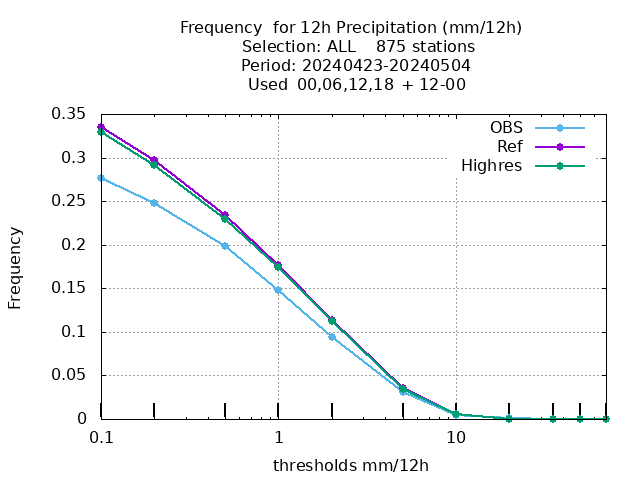 Frequency  for 12h Precipitation (mm/12h)
Selection: ALL    875 stations
Period: 20240423-20240504
Used 00,06,12,18 + 12-00
0.35
0.3
0.25
0.2
0.15
0.1
0.05
0
Frequency
OBS
Ref
Highres
0.1 1 10
thresholds mm/12h